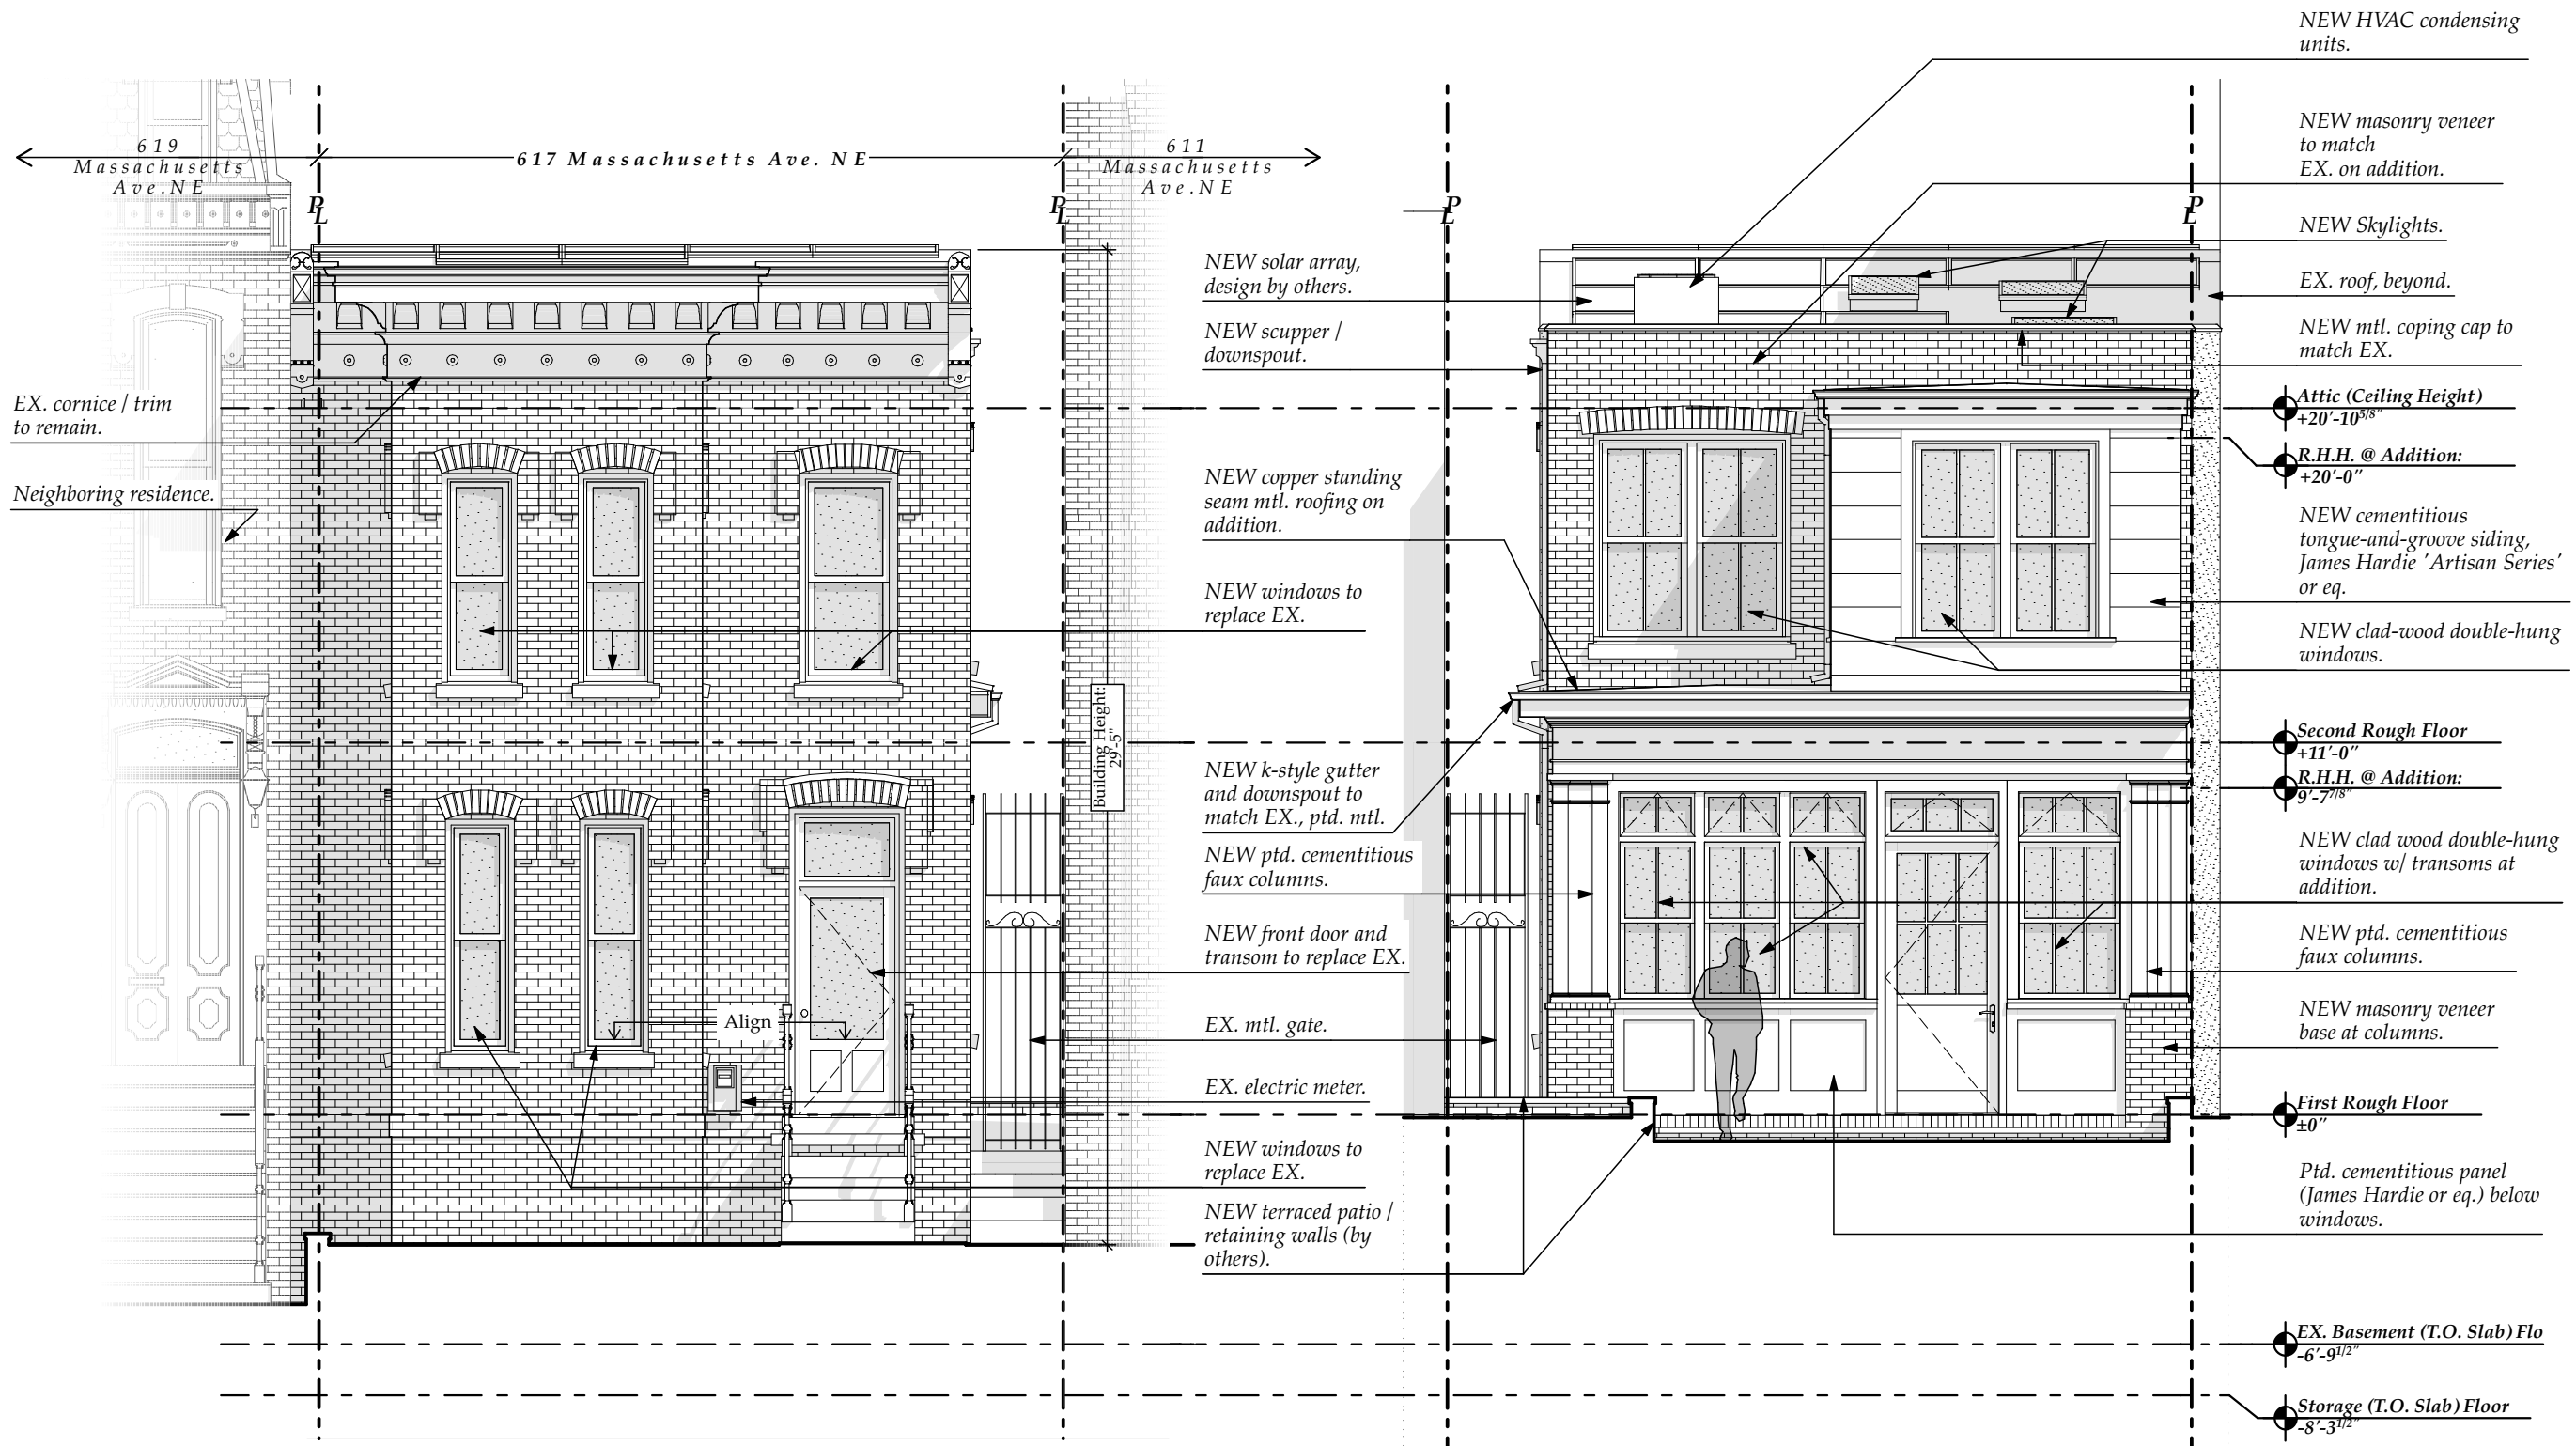 619
Massachusetts
Ave.NE
617 Massachusetts Ave. NE
611
Massachusetts
Ave.NE
PL
PL
EX. cornice / trim
to remain.
Neighboring residence.
Align
Building Height:
29'-5"
NEW solar array,
design by others.
NEW scupper /
downspout.
NEW copper standing
seam mtl. roofing on
addition.
NEW windows to
replace EX.
NEW k-style gutter
and downspout to
match EX., ptd. mtl.
NEW ptd. cementitious
faux columns.
NEW front door and
transom to replace EX.
EX. mtl. gate.
EX. electric meter.
NEW windows to
replace EX.
NEW terraced patio /
retaining walls (by
others).
PL
PL
NEW HVAC condensing
units.
NEW masonry veneer
to match
EX. on addition.
NEW Skylights.
EX. roof, beyond.
NEW mtl. coping cap to
match EX.
Attic (Ceiling Height)
+20'-10 5/8"
R.H.H. @ Addition:
+20'-0"
NEW cementitious
tongue-and-groove siding,
James Hardie 'Artisan Series'
or eq.
NEW clad-wood double-hung
windows.
Second Rough Floor
+11'-0"
R.H.H. @ Addition:
9'-7 7/8"
NEW clad wood double-hung
windows w/ transoms at
addition.
NEW ptd. cementitious
faux columns.
NEW masonry veneer
base at columns.
First Rough Floor
±0"
Ptd. cementitious panel
(James Hardie or eq.) below
windows.
EX. Basement (T.O. Slab) Flo
-6'-9 1/2"
Storage (T.O. Slab) Floor
-8'-3 1/2"